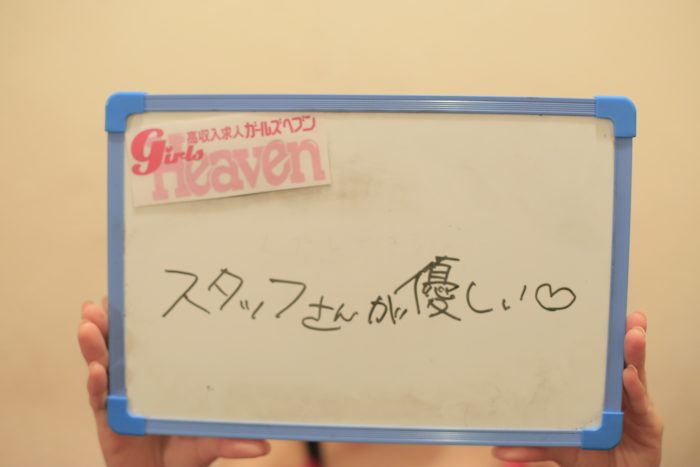 高収入求人ガールズヘブン
Girls
Heaven
スタッフさんが優しい♡